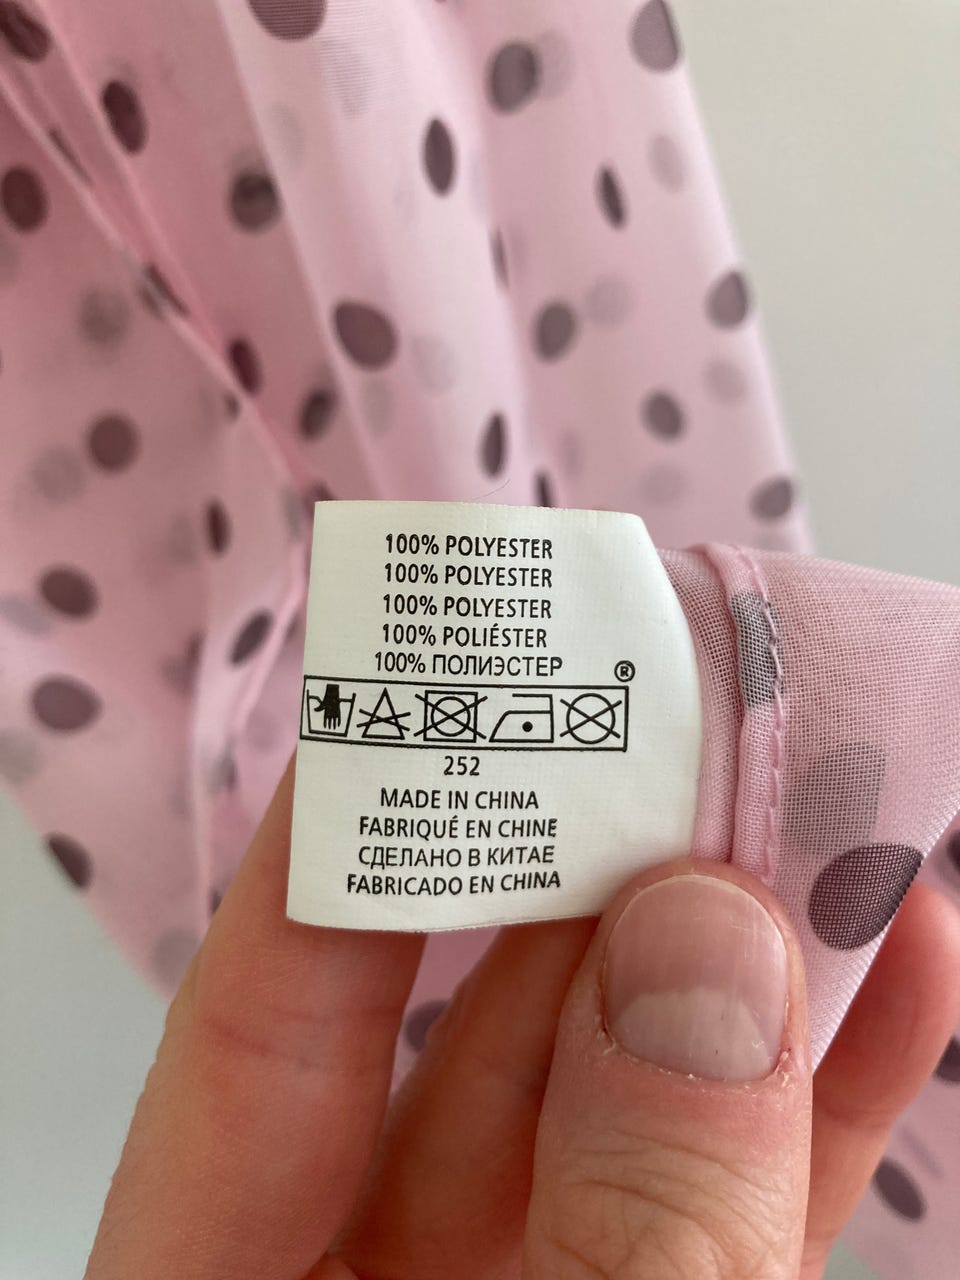 100% POLYESTER
100% POLYESTER
100% POLYESTER
100% POLIÉSTER
100% ПОЛИЭСТЕР
®
252
MADE IN CHINA
FABRIQUÉ EN CHINE
СДЕЛАНО В КИТАЕ
FABRICADO EN CHINA